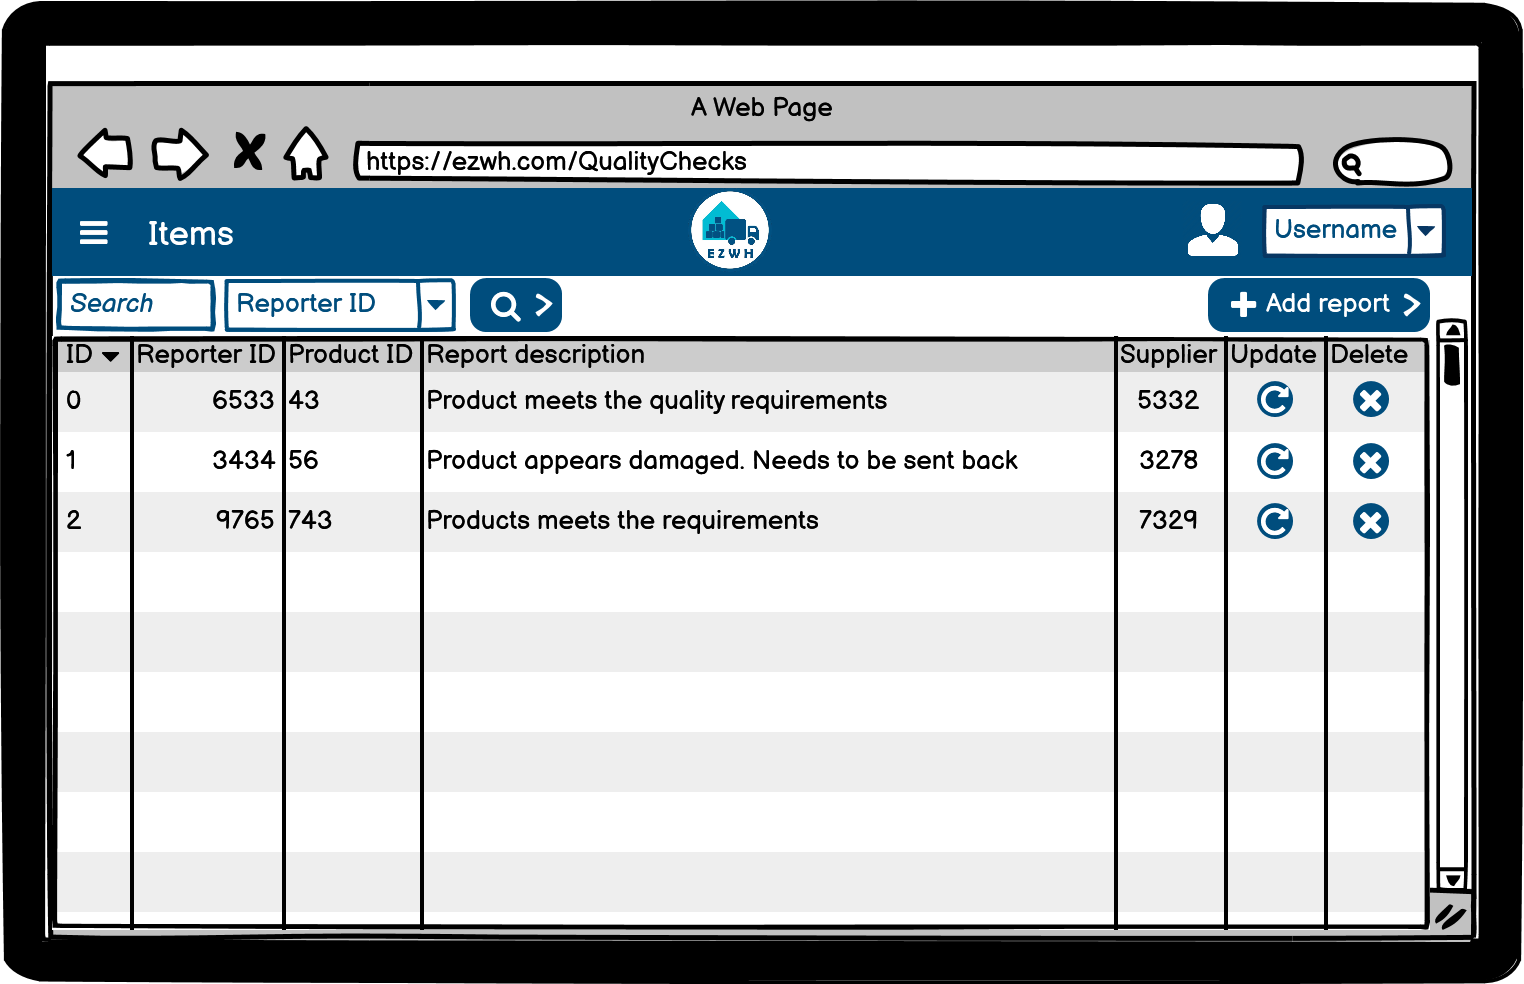 A Web Page
https://ezwh.com/QualityChecks
Items
EZWH
Username
Search
Reporter ID
Add report
ID Reporter ID Product ID Report description Supplier Update Delete
0 6533 43 Product meets the quality requirements 5332
1 3434 56 Product appears damaged. Needs to be sent back 3278
2 9765 743 Products meets the requirements 7329